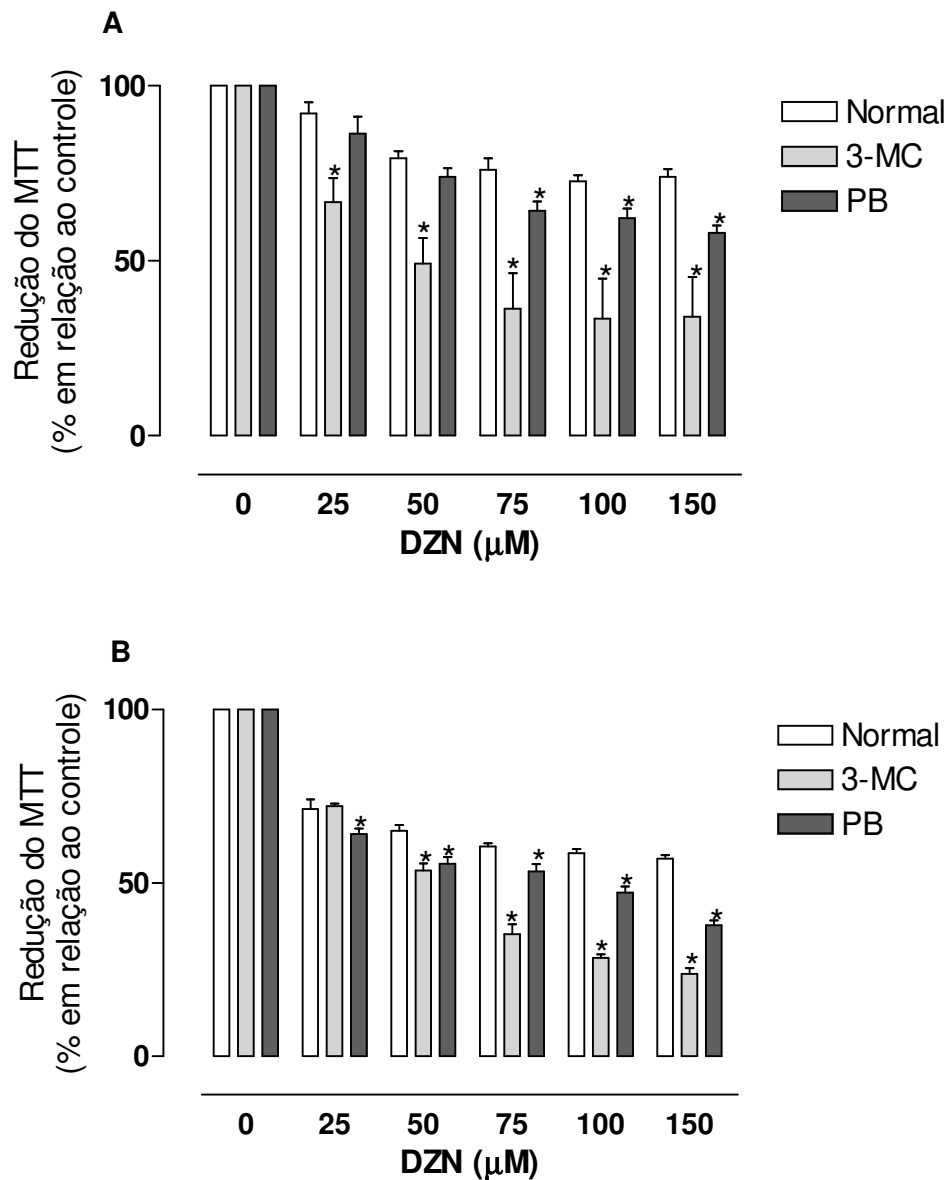 A
Redução do MTT
(% em relação ao controle)
100
50
0
* * * * * * * *
Normal
3-MC
PB
0 25 50 75 100 150
DZN (μM)
B
Redução do MTT
(% em relação ao controle)
100
50
0
* * * * * * * * *
Normal
3-MC
PB
0 25 50 75 100 150
DZN (μM)